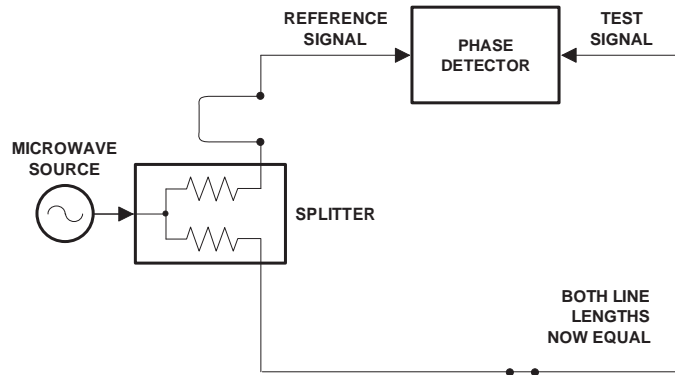 REFERENCE
SIGNAL
PHASE
DETECTOR
TEST
SIGNAL
MICROWAVE
SOURCE
SPLITTER
BOTH LINE
LENGTHS
NOW EQUAL